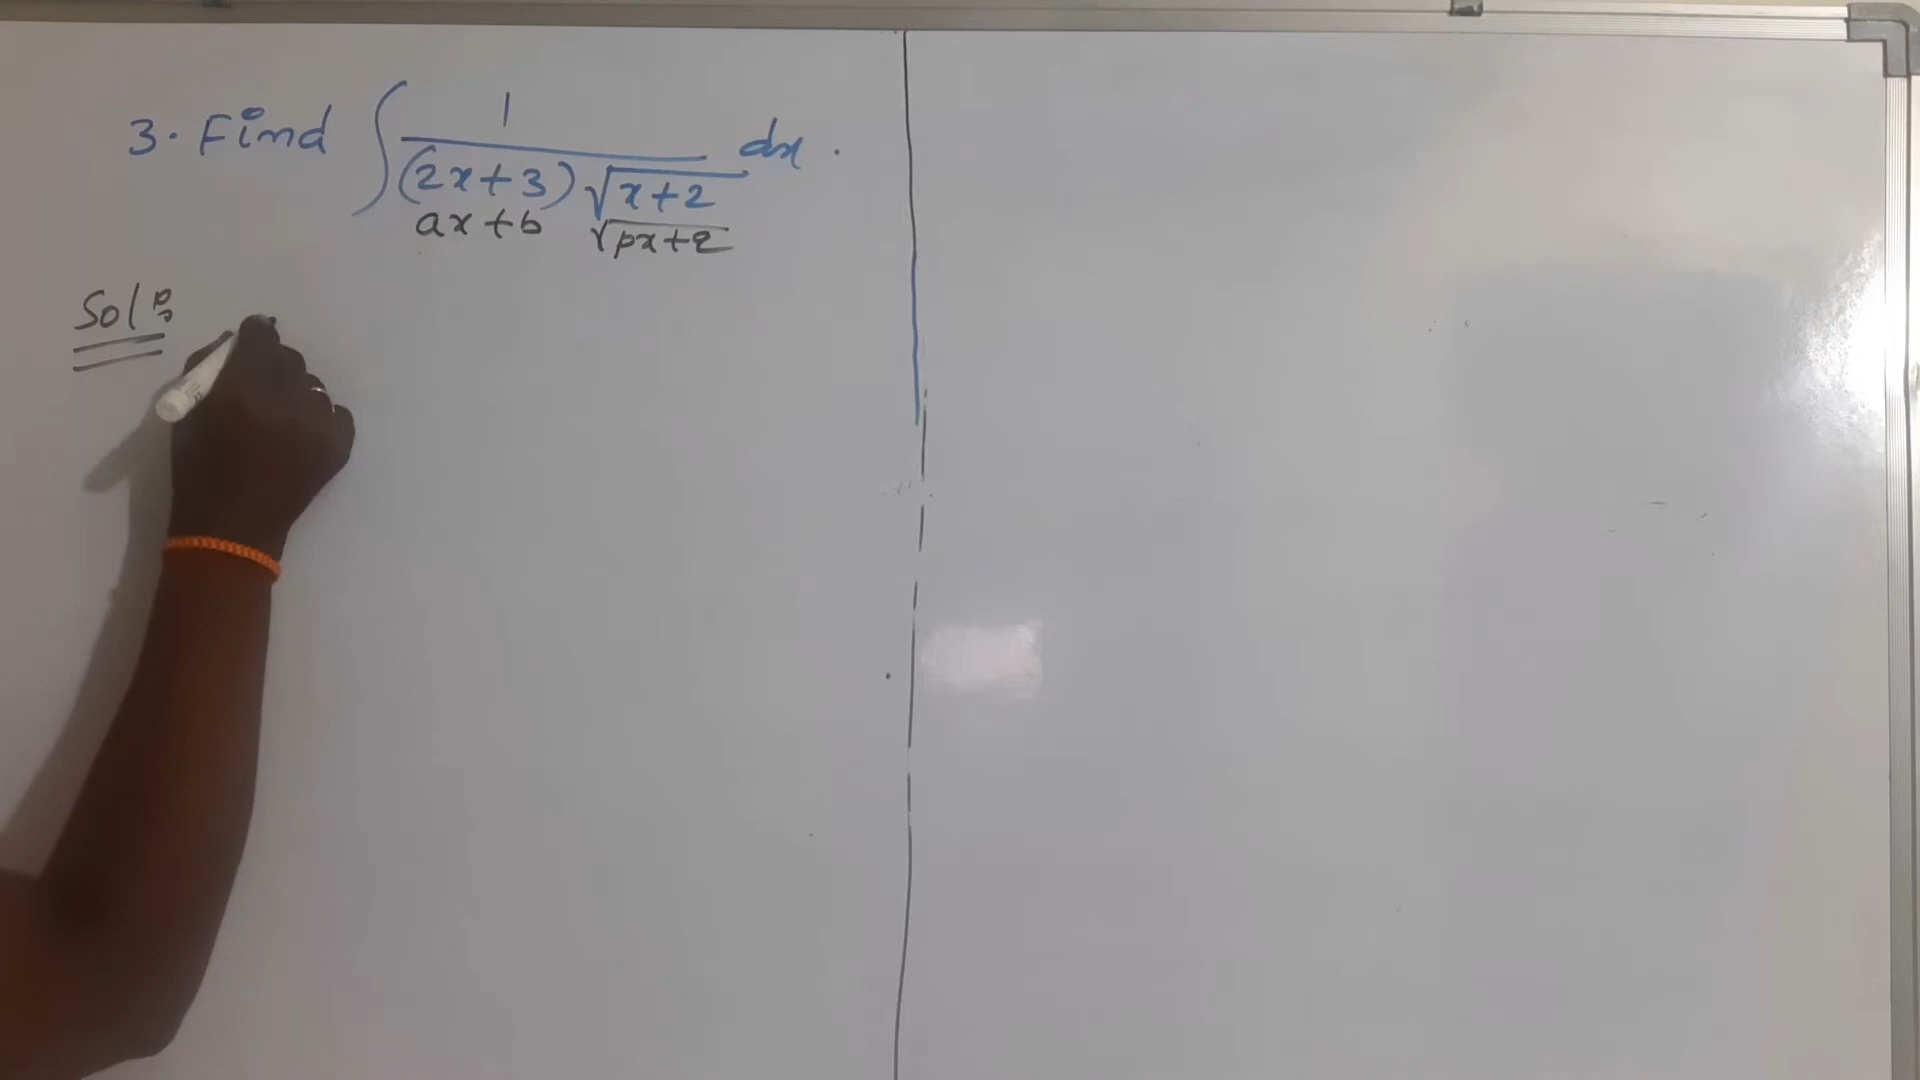 3. Find ∫ 1 / (2x+3) √(x+2) dx.
ax+b √(px+q)
Sol: